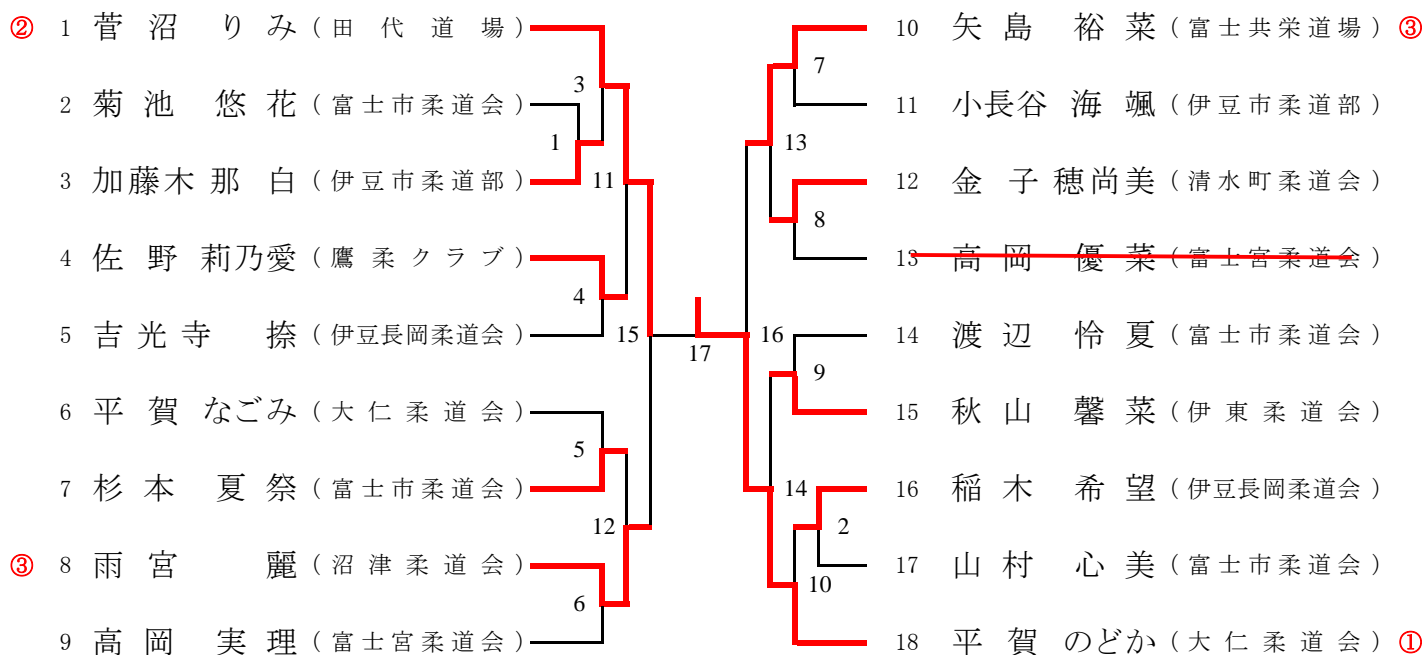 ② 1 菅沼 りみ (田代道場)
3
2 菊池 悠花 (富士市柔道会)
1
3 加藤木 那白 (伊豆市柔道部)
11
4 佐野 莉乃愛 (鷹柔クラブ)
4
5 吉光寺 捺 (伊豆長岡柔道会)
15
6 平賀 なごみ (大仁柔道会)
5
7 杉本 夏祭 (富士市柔道会)
12
③ 8 雨宮 麗 (沼津柔道会)
6
9 高岡 実理 (富士宮柔道会)
17
10 矢島 裕菜 (富士共栄道場) ③
7
11 小長谷 海颯 (伊豆市柔道部)
13
12 金子 穂尚美 (清水町柔道会)
8
13 高岡 優菜 (富士宮柔道会)
16
14 渡辺 怜夏 (富士市柔道会)
9
15 秋山 馨菜 (伊東柔道会)
14
16 稲木 希望 (伊豆長岡柔道会)
2
17 山村 心美 (富士市柔道会)
10
18 平賀 のどか (大仁柔道会) ①